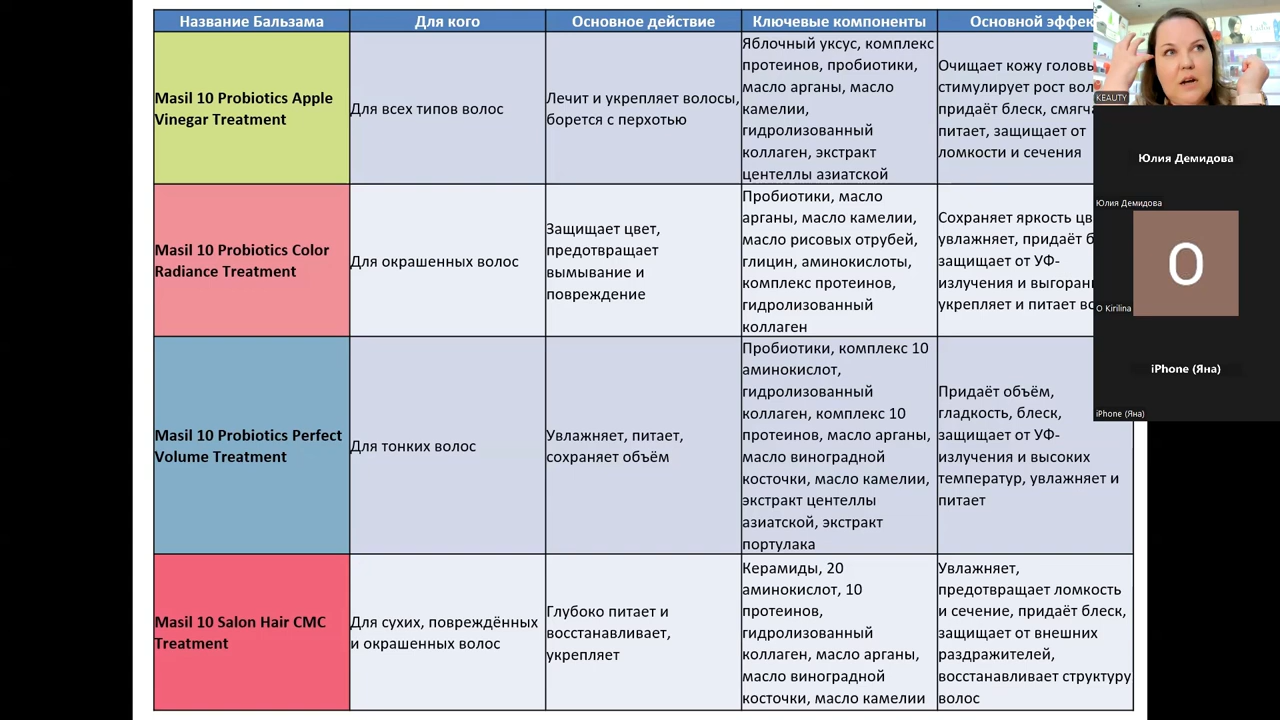 Название Бальзама
Для кого
Основное действие
Ключевые компоненты
Основной
Masil 10 Probiotics Apple
Vinegar Treatment
Для всех типов волос
Лечит и укрепляет волосы,
борется с перхотью
Яблочный уксус, комплекс
протеинов, пробиотики,
масло арганы, масло
камелии,
гидролизованный
коллаген, экстракт
центеллы азиатской
Очищает кожу
стимулирует рост
придаёт блеск,
питает, защищает от
ломкости и сечения
Masil 10 Probiotics Color
Radiance Treatment
Для окрашенных волос
Защищает цвет,
предотвращает
вымывание и
повреждение
Пробиотики, масло
арганы, масло камелии,
масло рисовых отрубей,
глицин, аминокислоты,
комплекс протеинов,
гидролизованный
коллаген
Сохраняет яркость
увлажняет, придаёт
защищает от УФ-
излучения и
укрепляет и питает
Masil 10 Probiotics Perfect
Volume Treatment
Для тонких волос
Увлажняет, питает,
сохраняет объём
Пробиотики, комплекс 10
аминокислот,
гидролизованный
коллаген, комплекс 10
протеинов, масло арганы,
масло виноградной
косточки, масло камелии,
экстракт центеллы
азиатской, экстракт
портулака
Придаёт объём,
гладкость, блеск,
защищает от УФ-
излучения и высоких
температур, увлажняет и
питает
Masil 10 Salon Hair CMC
Treatment
Для сухих, повреждённых
и окрашенных волос
Глубоко питает и
восстанавливает,
укрепляет
Керамиды, 20
аминокислот, 10
протеинов,
гидролизованный
коллаген, масло арганы,
масло виноградной
косточки, масло камелии
Увлажняет,
предотвращает ломкость
и сечение, придаёт блеск,
защищает от внешних
раздражителей,
восстанавливает структуру
волос
KEAUTY
Юлия Демидова
Юлия Демидова
O
O Kirilina
iPhone (Яна)
iPhone (Яна)